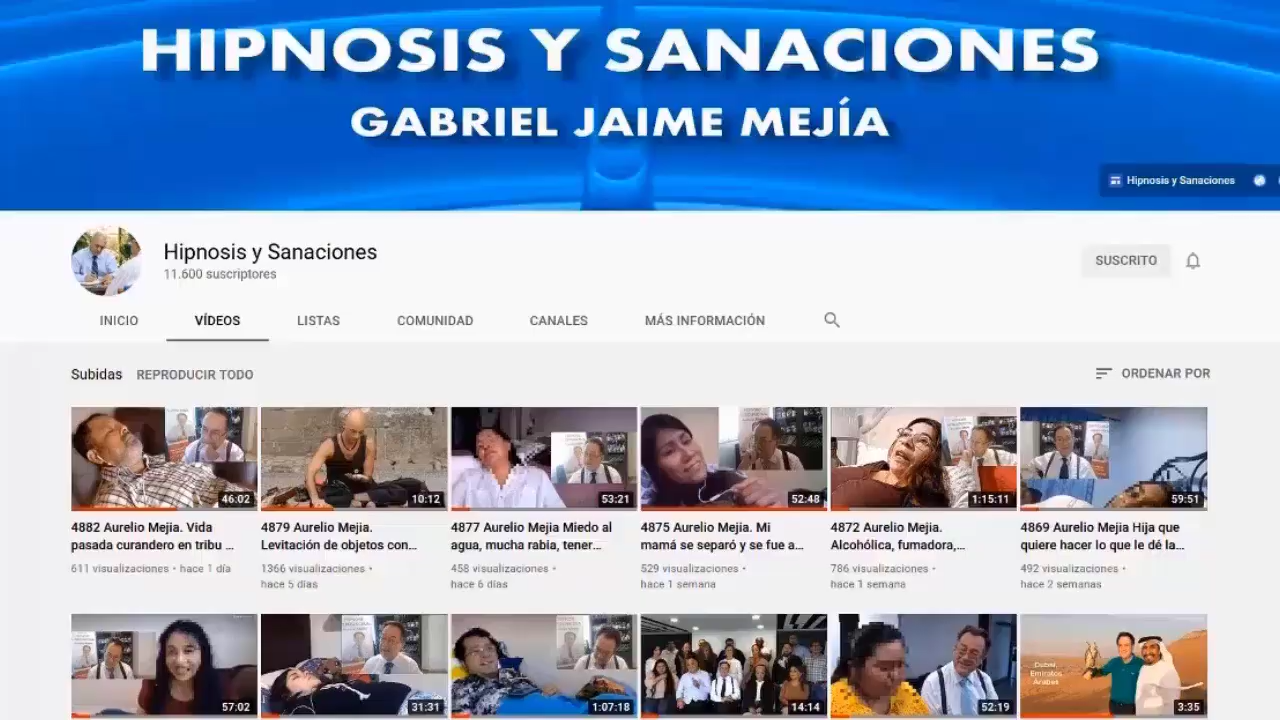 HIPNOSIS Y SANACIONES
GABRIEL JAIME MEJÍA
Hipnosis y Sanaciones
Hipnosis y Sanaciones
11.600 suscriptores
SUSCRITO
INICIO VÍDEOS LISTAS COMUNIDAD CANALES MÁS INFORMACIÓN
Subidas REPRODUCIR TODO ORDENAR POR
46:02
10:12
53:21
52:48
1:15:11
59:51
4882 Aurelio Mejia. Vida
pasada curandero en tribu ...
611 visualizaciones • hace 1 día
4879 Aurelio Mejia.
Levitación de objetos con...
1366 visualizaciones •
hace 5 días
4877 Aurelio Mejia Miedo al
agua, mucha rabia, tener...
458 visualizaciones •
hace 6 días
4875 Aurelio Mejia. Mi
mamá se separó y se fue a...
529 visualizaciones •
hace 1 semana
4872 Aurelio Mejia.
Alcohólica, fumadora,...
786 visualizaciones •
hace 1 semana
4869 Aurelio Mejia Hija que
quiere hacer lo que le dé la...
492 visualizaciones •
hace 2 semanas
57:02
31:31
1:07:18
14:14
52:19
Dubai,
Emiratos
Arabes
3:35